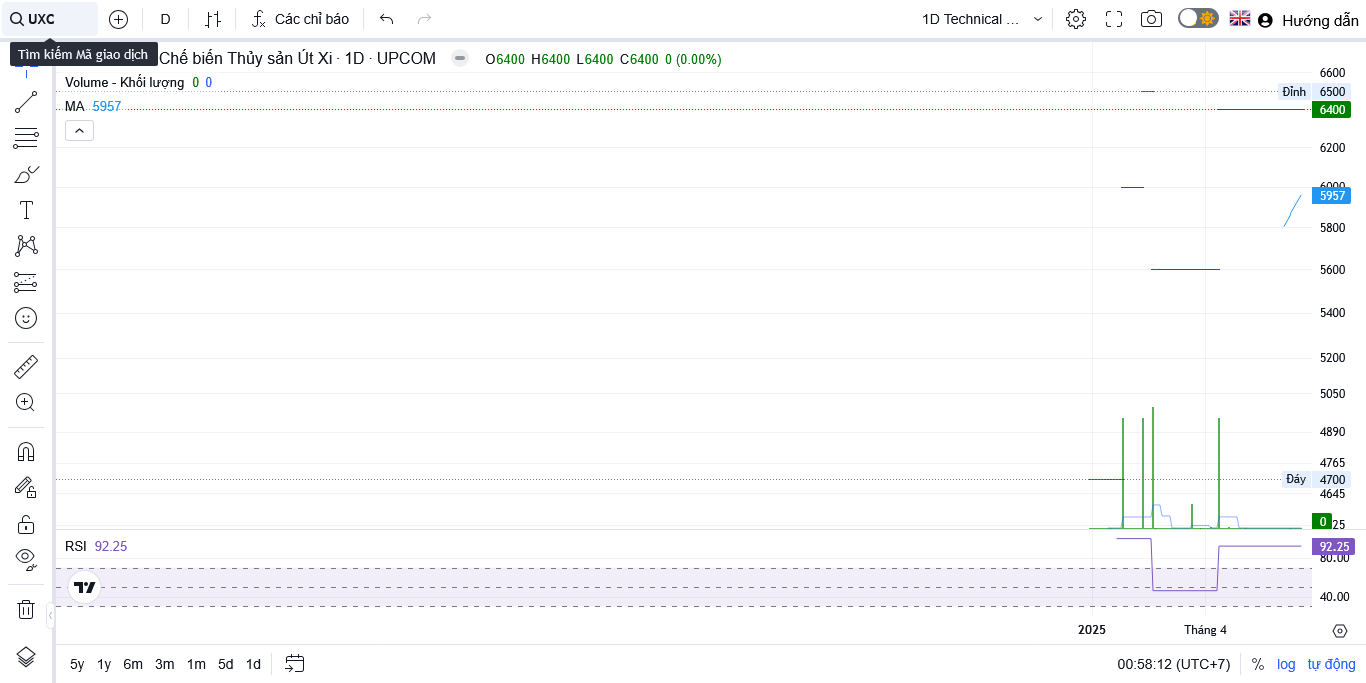 UXC D Các chỉ báo 1D Technical ... Hướng dẫn
Tìm kiếm Mã giao dịch
Chế biến Thủy sản Út Xi · 1D · UPCOM O6400 H6400 L6400 C6400 0 (0.00%)
Volume - Khối lượng 0 0
MA 5957
6600
Đỉnh 6500
6400
6200
6000
5957
5800
5600
5400
5200
5050
4890
4765
Đáy 4700
4645
0
RSI 92.25
92.25
80.00
40.00
2025 Tháng 4
5y 1y 6m 3m 1m 5d 1d 00:58:12 (UTC+7) % log tự động